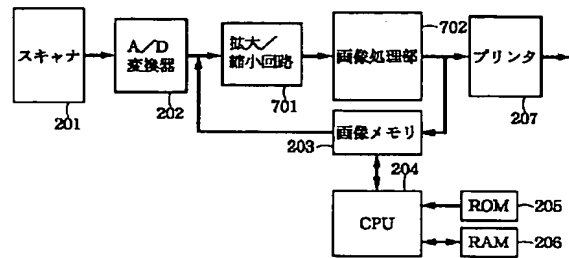 702
スキャナ
A/D
変換器
拡大/
縮小回路
画像処理部
プリンタ
201
202
701
207
203
画像メモリ
204
CPU
ROM
205
RAM
206